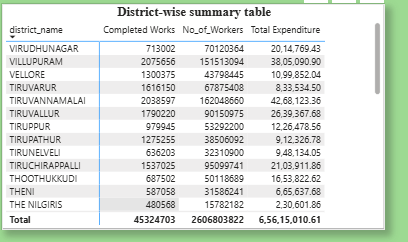 District-wise summary table
district_name Completed Works No_of_Workers Total Expenditure
VIRUDHUNAGAR 713002 70120364 20,14,769.43
VILLUPURAM 2075656 151513094 38,05,090.90
VELLORE 1300375 43798445 10,99,852.04
TIRUVARUR 1616150 67875408 8,33,534.50
TIRUVANNAMALAI 2038597 162048660 42,68,123.36
TIRUVALLUR 1790220 90150975 26,39,367.68
TIRUPPUR 979945 53292200 12,26,478.56
TIRUPATHUR 1275255 38506092 9,12,326.78
TIRUNELVELI 636203 32310900 9,48,134.05
TIRUCHIRAPPALLI 1537025 95099741 21,03,911.86
THOOTHUKKUDI 687502 50118689 16,53,822.62
THENI 587058 31586241 6,65,637.68
THE NILGIRIS 480568 15782182 2,30,601.86
Total 45324703 2606803822 6,56,15,010.61